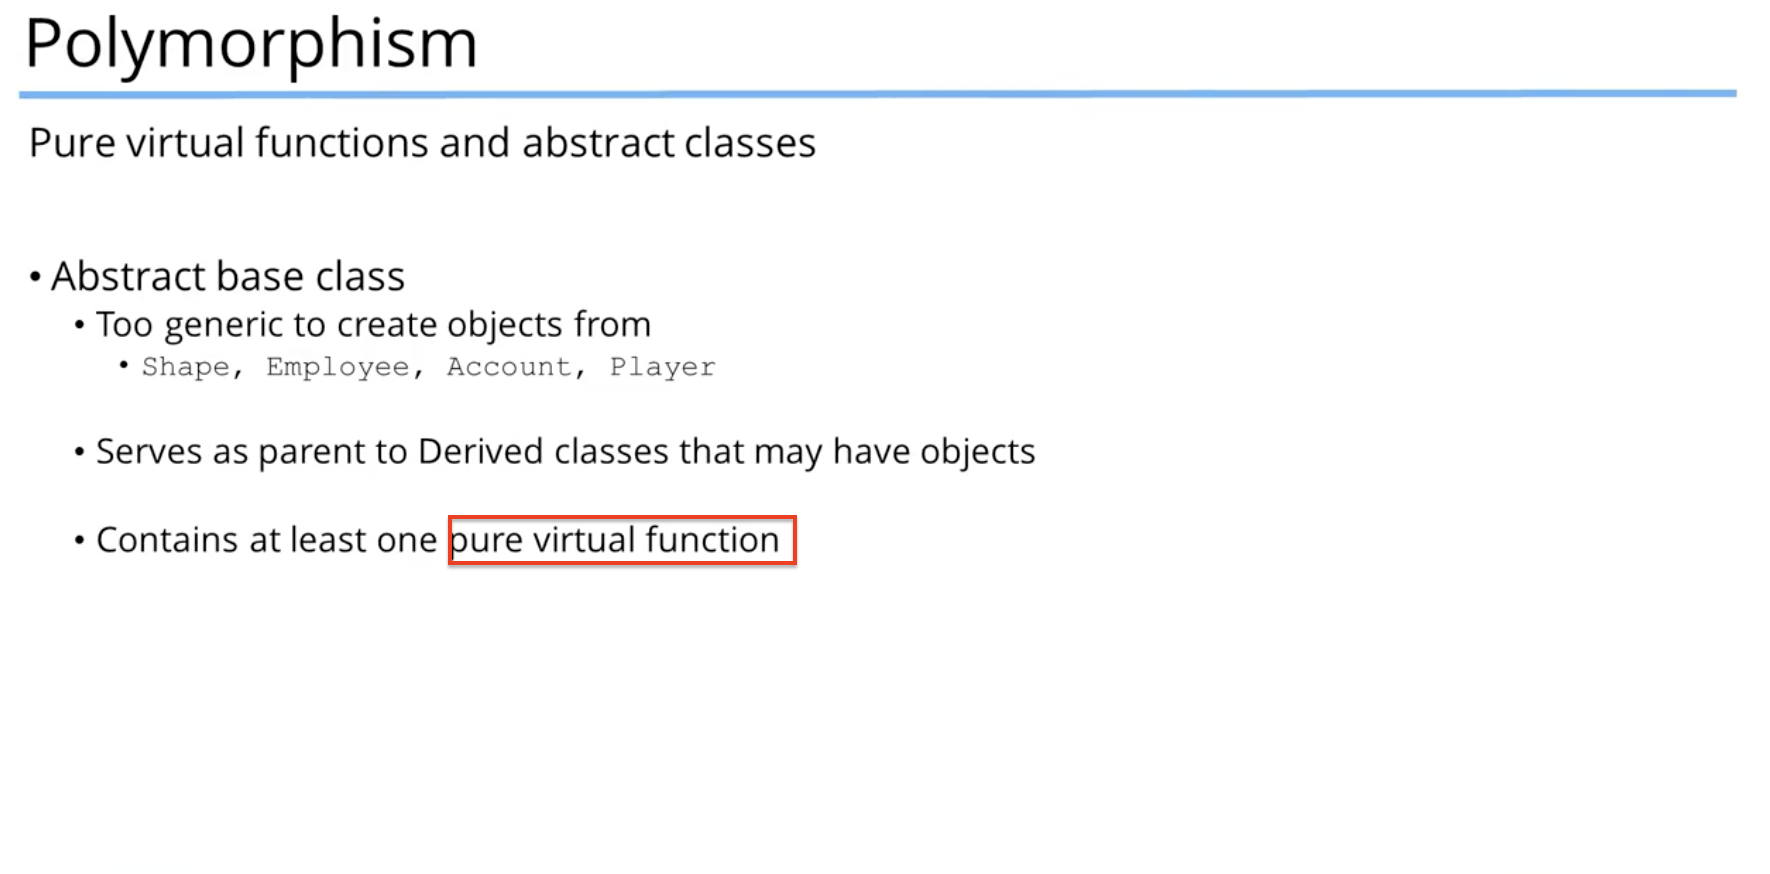 Polymorphism
Pure virtual functions and abstract classes
• Abstract base class
• Too generic to create objects from
• Shape, Employee, Account, Player
• Serves as parent to Derived classes that may have objects
• Contains at least one pure virtual function